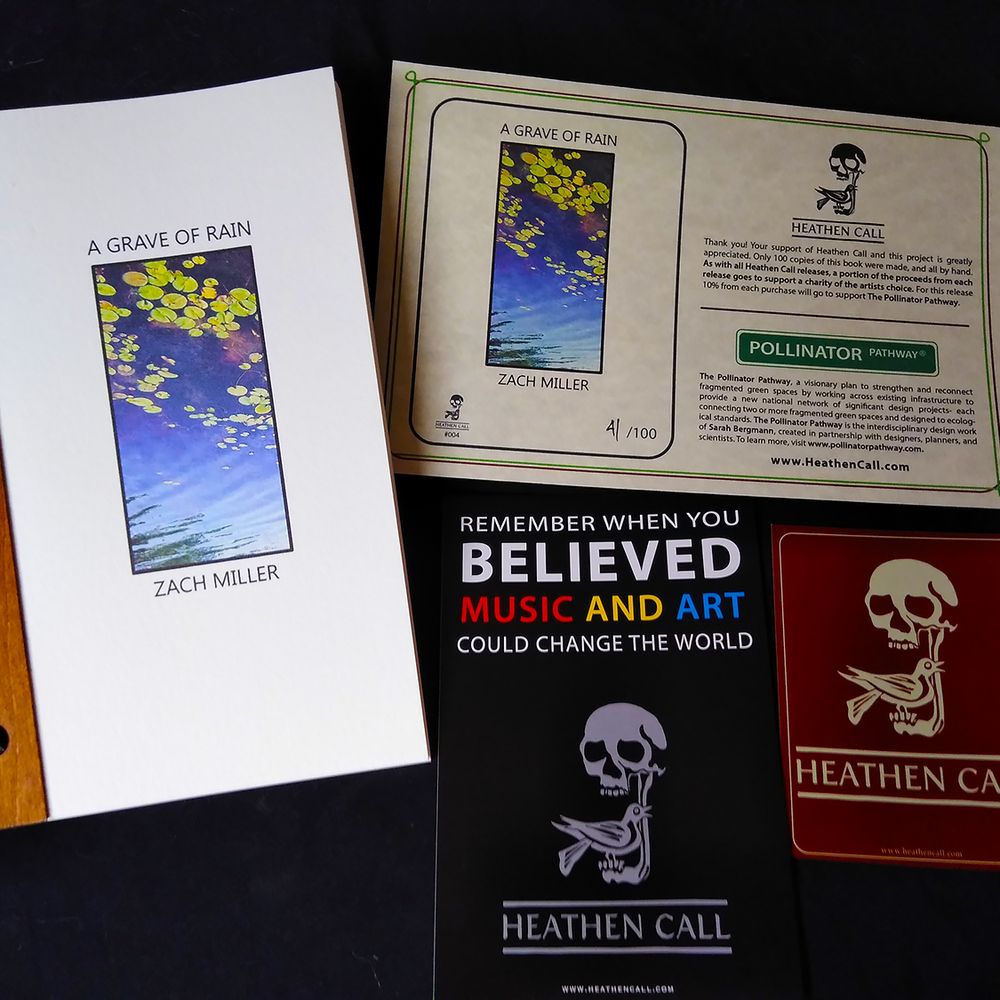 A GRAVE OF RAIN
ZACH MILLER
A GRAVE OF RAIN
ZACH MILLER
HEATHEN CALL
#004
/100
HEATHEN CALL
Thank you! Your support of Heathen Call and this project is greatly
appreciated. Only 100 copies of this book were made, and all by hand.
As with all Heathen Call releases, a portion of the proceeds from each
release goes to support a charity of the artists choice. For this release
10% from each purchase will go to support The Pollinator Pathway.
POLLINATOR PATHWAY®
The Pollinator Pathway, a visionary plan to strengthen and reconnect
fragmented green spaces by working across existing infrastructure to
provide a new national network of significant design projects- each
connecting two or more fragmented green spaces and designed to ecolog-
ical standards. The Pollinator Pathway is the interdisciplinary design work
of Sarah Bergmann, created in partnership with designers, planners, and
scientists. To learn more, visit www.pollinatorpathway.com.
www.HeathenCall.com
REMEMBER WHEN YOU
BELIEVED
MUSIC AND ART
COULD CHANGE THE WORLD
HEATHEN CALL
WWW.HEATHENCALL.COM
HEATHEN CA
www.heathencall.com